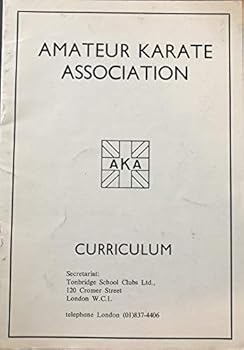 AMATEUR KARATE
ASSOCIATION
AKA
CURRICULUM
Secretariat:
Tonbridge School Clubs Ltd.,
120 Cromer Street
London W.C.1.
telephone London (01)837-4406